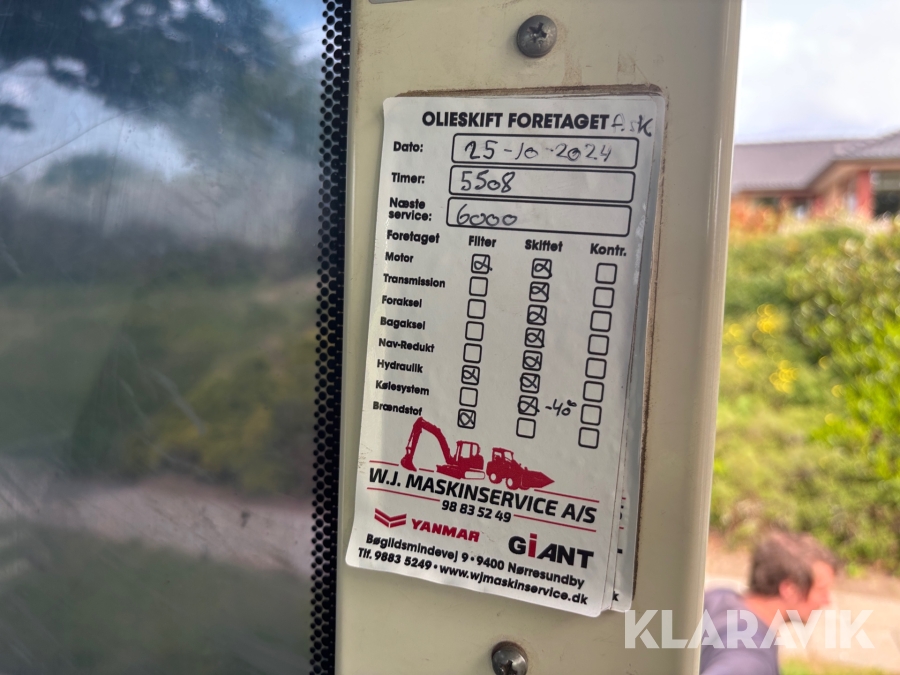 OLIESKIFT FORETAGET
Dato: 25-10-2024
Timer: 5508
Næste service: 6000
Foretaget Filter Skiftet Kontr.
Motor
Transmission
Foraksel
Bagaksel
Nav-Redukt
Hydraulik
Kølesystem -40°
Brændstof
W.J. MASKINSERVICE A/S
98 83 52 49
YANMAR GiANT
Bøgildsmindevej 9 • 9400 Nørresundby
Tlf. 9883 5249 • www.wjmaskinservice.dk
KLARAVIK